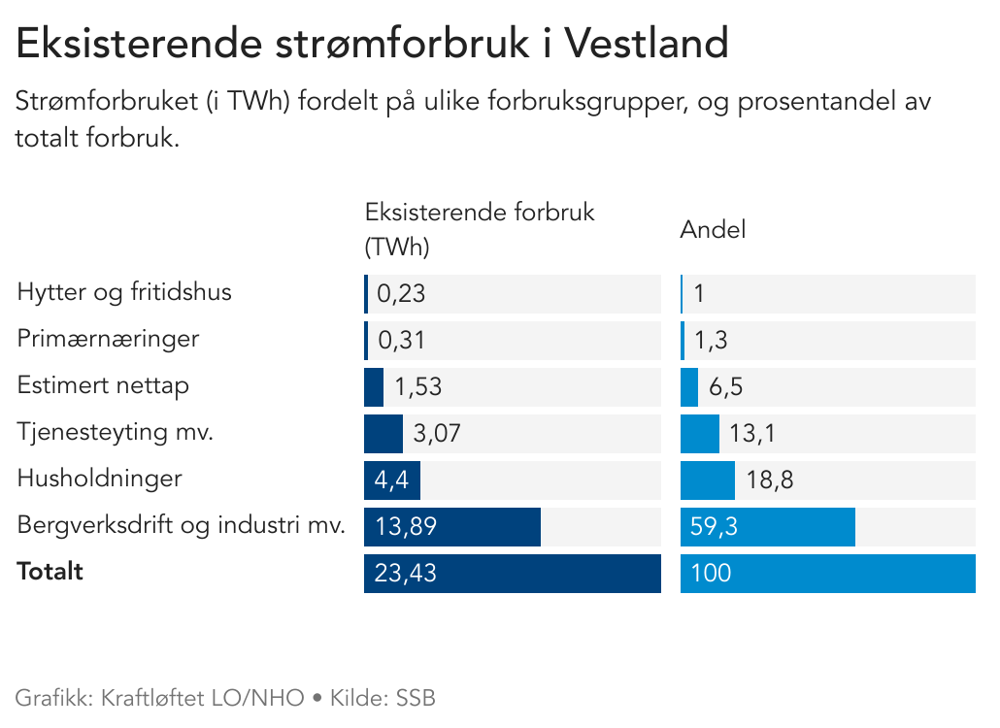 Eksisterende strømforbruk i Vestland
Strømforbruket (i TWh) fordelt på ulike forbruksgrupper, og prosentandel av
totalt forbruk.
Eksisterende forbruk
(TWh)
Andel
Hytter og fritidshus 0,23 1
Primærnæringer 0,31 1,3
Estimert nettap 1,53 6,5
Tjenesteyting mv. 3,07 13,1
Husholdninger 4,4 18,8
Bergverksdrift og industri mv. 13,89 59,3
Totalt 23,43 100
Grafikk: Kraftløftet LO/NHO • Kilde: SSB